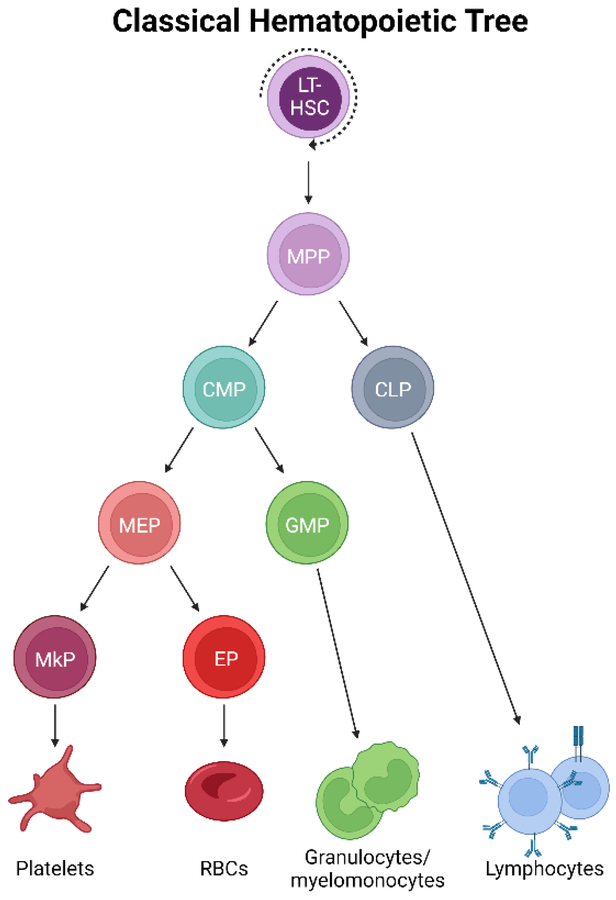 Classical Hematopoietic Tree
LT-
HSC
MPP
CMP
CLP
MEP
GMP
MkP
EP
Platelets
RBCs
Granulocytes/
myelomonocytes
Lymphocytes